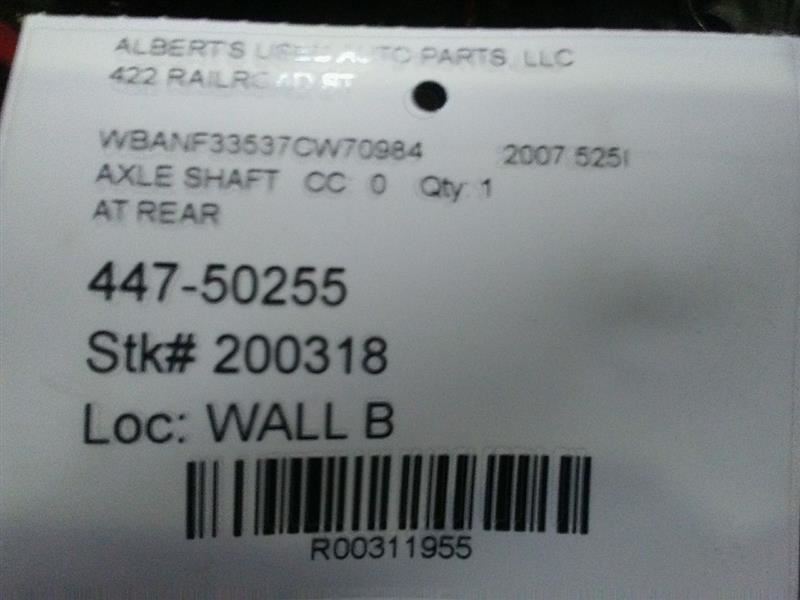 ALBERT'S USED AUTO PARTS, LLC
422 RAILROAD ST
WBANF33537CW70984 2007 525I
AXLE SHAFT CC: 0 Qty: 1
AT REAR
447-50255
Stk# 200318
Loc: WALL B
R00311955